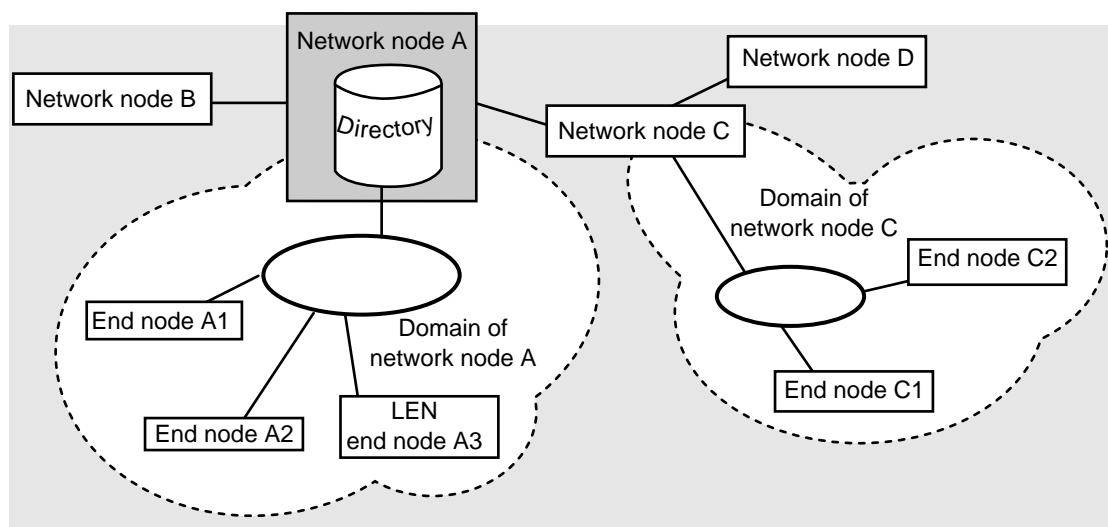 Network node A
Directory
Network node B
Network node D
Network node C
Domain of
network node C
End node C2
End node A1
Domain of
network node A
End node C1
End node A2
LEN
end node A3